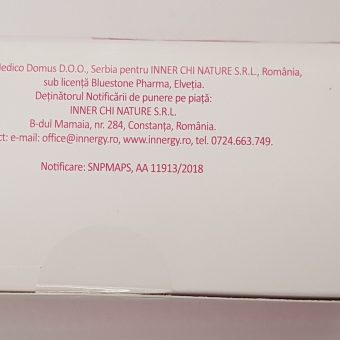 edico Domus D.O.O., Serbia pentru INNER CHI NATURE S.R.L., România,
sub licență Bluestone Pharma, Elveția.
Deținătorul Notificării de punere pe piață:
INNER CHI NATURE S.R.L.
B-dul Mamaia, nr. 284, Constanța, România.
ct: e-mail: office@innergy.ro, www.innergy.ro, tel. 0724.663.749.
Notificare: SNPMAPS, AA 11913/2018